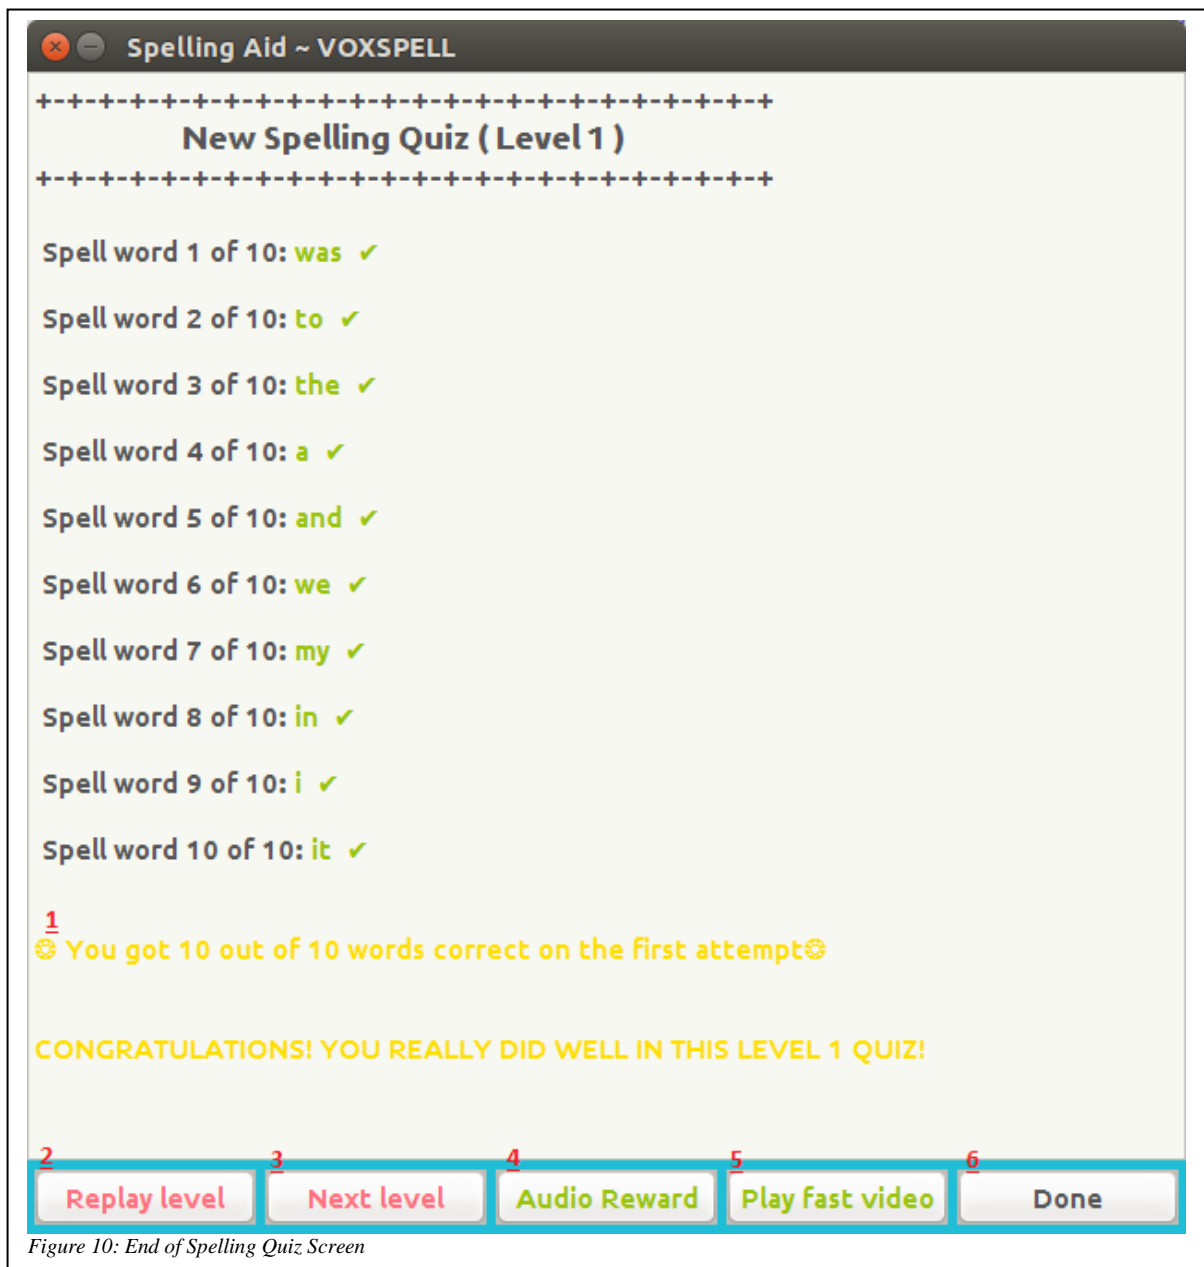 Spelling Aid ~ VOXSPELL
+-+-+-+-+-+-+-+-+-+-+-+-+-+-+-+-+-+-+-+-+-+-+-+
New Spelling Quiz ( Level 1 )
+-+-+-+-+-+-+-+-+-+-+-+-+-+-+-+-+-+-+-+-+-+-+-+
Spell word 1 of 10: was ✔
Spell word 2 of 10: to ✔
Spell word 3 of 10: the ✔
Spell word 4 of 10: a ✔
Spell word 5 of 10: and ✔
Spell word 6 of 10: we ✔
Spell word 7 of 10: my ✔
Spell word 8 of 10: in ✔
Spell word 9 of 10: i ✔
Spell word 10 of 10: it ✔
1
❂ You got 10 out of 10 words correct on the first attempt❂
CONGRATULATIONS! YOU REALLY DID WELL IN THIS LEVEL 1 QUIZ!
2 3 4 5 6
Replay level Next level Audio Reward Play fast video Done
Figure 10: End of Spelling Quiz Screen